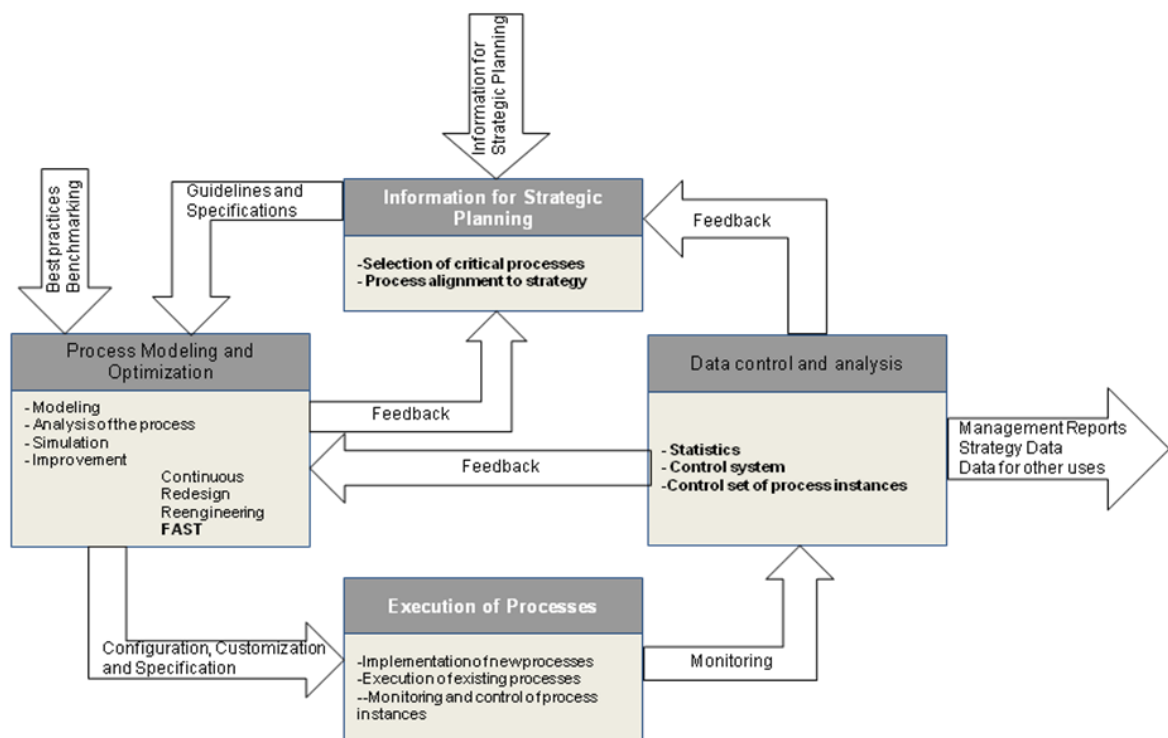 Information for
Strategic Planning
Best practices
Benchmarking
Guidelines and
Specifications
Information for Strategic
Planning
-Selection of critical processes
-Process alignment to strategy
Feedback
Process Modeling and
Optimization
- Modeling
- Analysis of the process
- Simulation
- Improvement
Continuous
Redesign
Reengineering
FAST
Feedback
Feedback
Data control and analysis
- Statistics
- Control system
-Control set of process instances
Management Reports
Strategy Data
Data for other uses
Configuration, Customization
and Specification
Execution of Processes
-Implementation of new processes
-Execution of existing processes
--Monitoring and control of process
instances
Monitoring